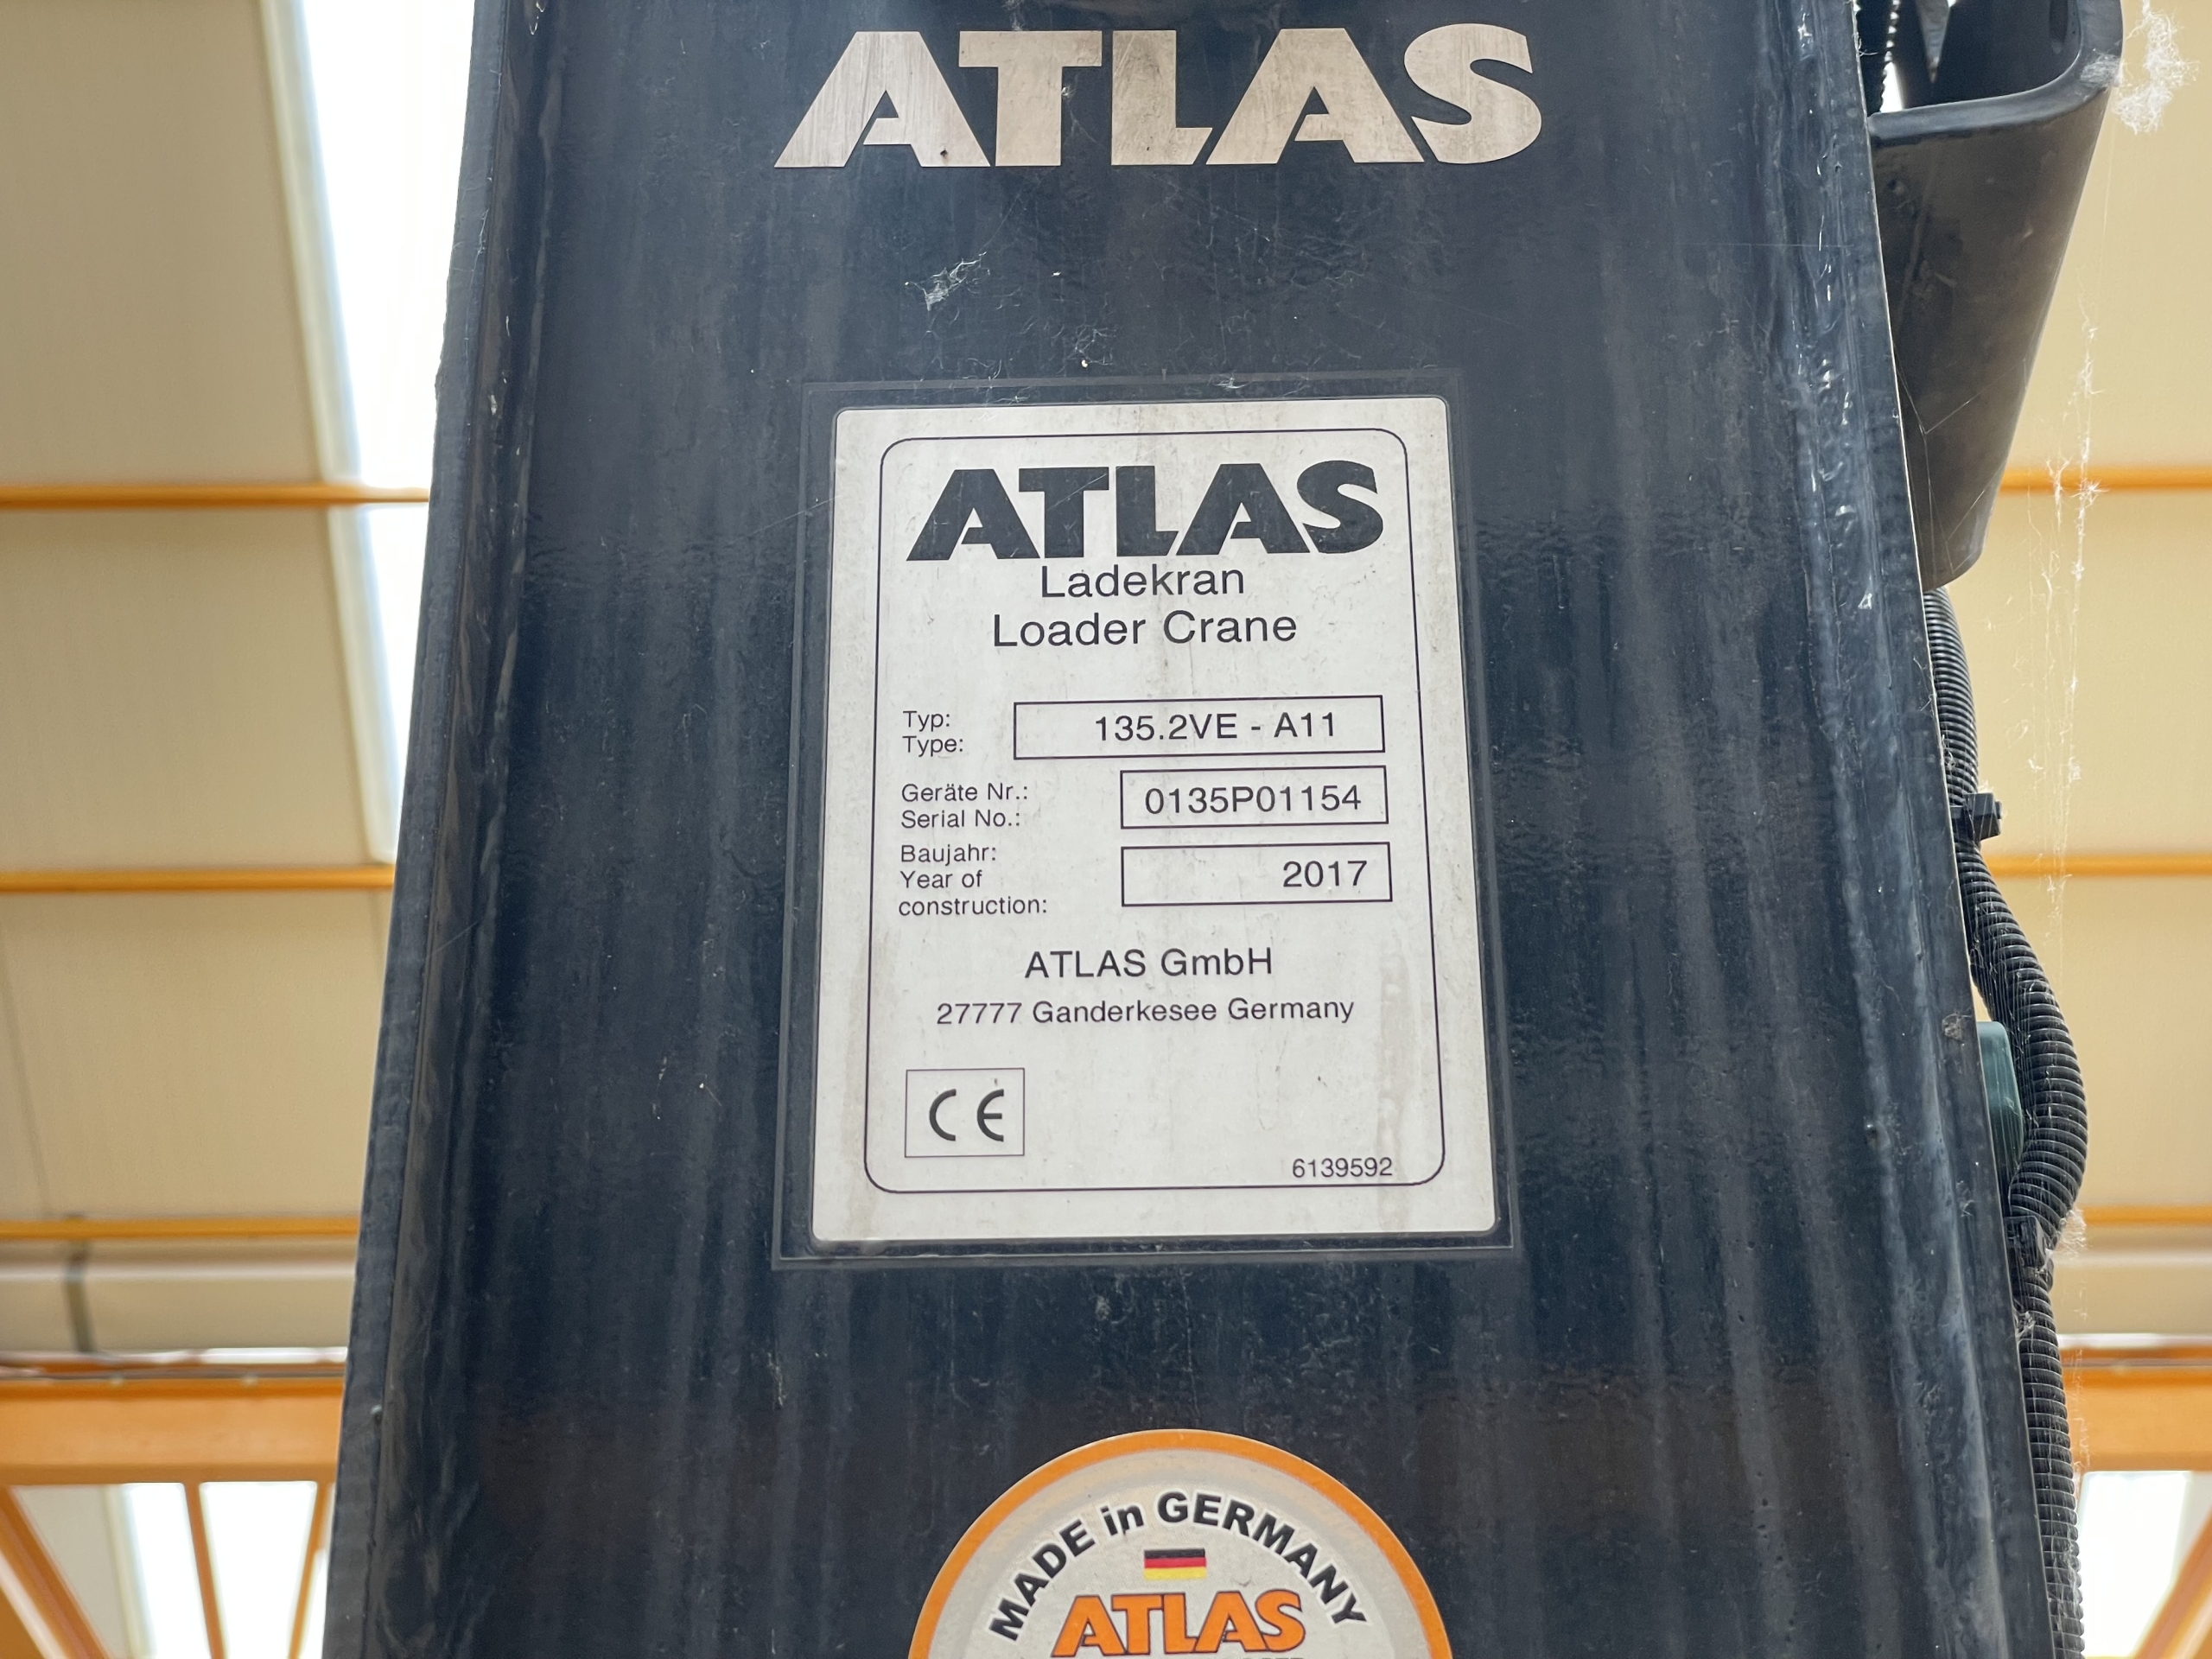 ATLAS
ATLAS
Ladekran
Loader Crane
Typ:
Type:
135.2VE - A11
Geräte Nr.:
Serial No.:
0135P01154
Baujahr:
Year of
construction:
2017
ATLAS GmbH
27777 Ganderkesee Germany
CE
6139592
MADE in GERMANY
ATLAS